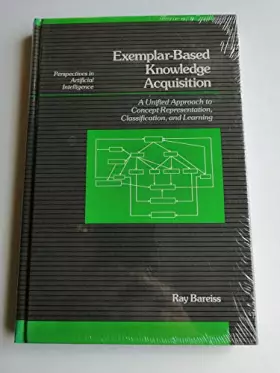 Exemplar-Based
Knowledge
Acquisition
Perspectives in
Artificial
Intelligence
A Unified Approach to
Concept Representation,
Classification, and Learning
Ray Bareiss